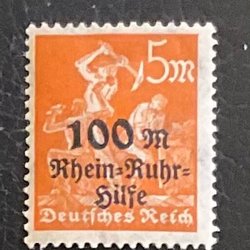 5m
100 M
Rhein=Ruhr=
Hilfe
Deutsches Reich